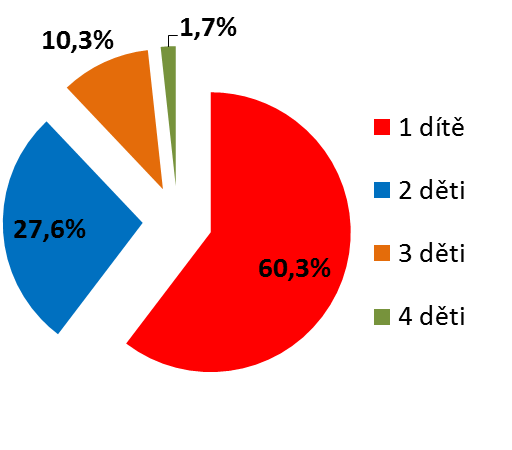 1,7%
10,3%
27,6%
60,3%
1 dítě
2 děti
3 děti
4 děti